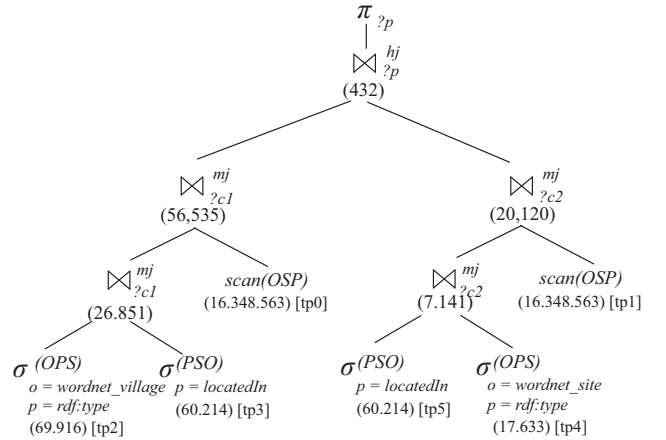 π ?p
⋈ hj ?p
(432)
⋈ mj ?c1
(56,535)
⋈ mj ?c2
(20,120)
⋈ mj ?c1
(26.851)
scan(OSP)
(16.348.563) [tp0]
⋈ mj ?c2
(7.141)
scan(OSP)
(16.348.563) [tp1]
σ (OPS)
o = wordnet_village
p = rdf:type
(69.916) [tp2]
σ (PSO)
p = locatedIn
(60.214) [tp3]
σ (PSO)
p = locatedIn
(60.214) [tp5]
σ (OPS)
o = wordnet_site
p = rdf:type
(17.633) [tp4]